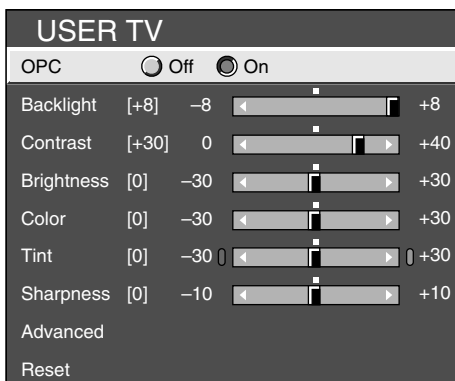 USER TV
OPC Off On
Backlight [+8] –8 +8
Contrast [+30] 0 +40
Brightness [0] –30 +30
Color [0] –30 +30
Tint [0] –30 +30
Sharpness [0] –10 +10
Advanced
Reset